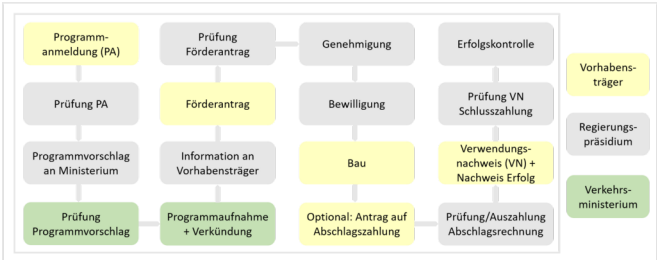 Programm-
anmeldung (PA)
Prüfung PA
Programmvorschlag
an Ministerium
Prüfung
Programmvorschlag
Programmaufnahme
+ Verkündung
Information an
Vorhabensträger
Förderantrag
Prüfung
Förderantrag
Genehmigung
Bewilligung
Bau
Optional: Antrag auf
Abschlagszahlung
Prüfung/Auszahlung
Abschlagsrechnung
Verwendungs-
nachweis (VN) +
Nachweis Erfolg
Prüfung VN
Schlusszahlung
Erfolgskontrolle
Vorhabens-
träger
Regierungs-
präsidium
Verkehrs-
ministerium